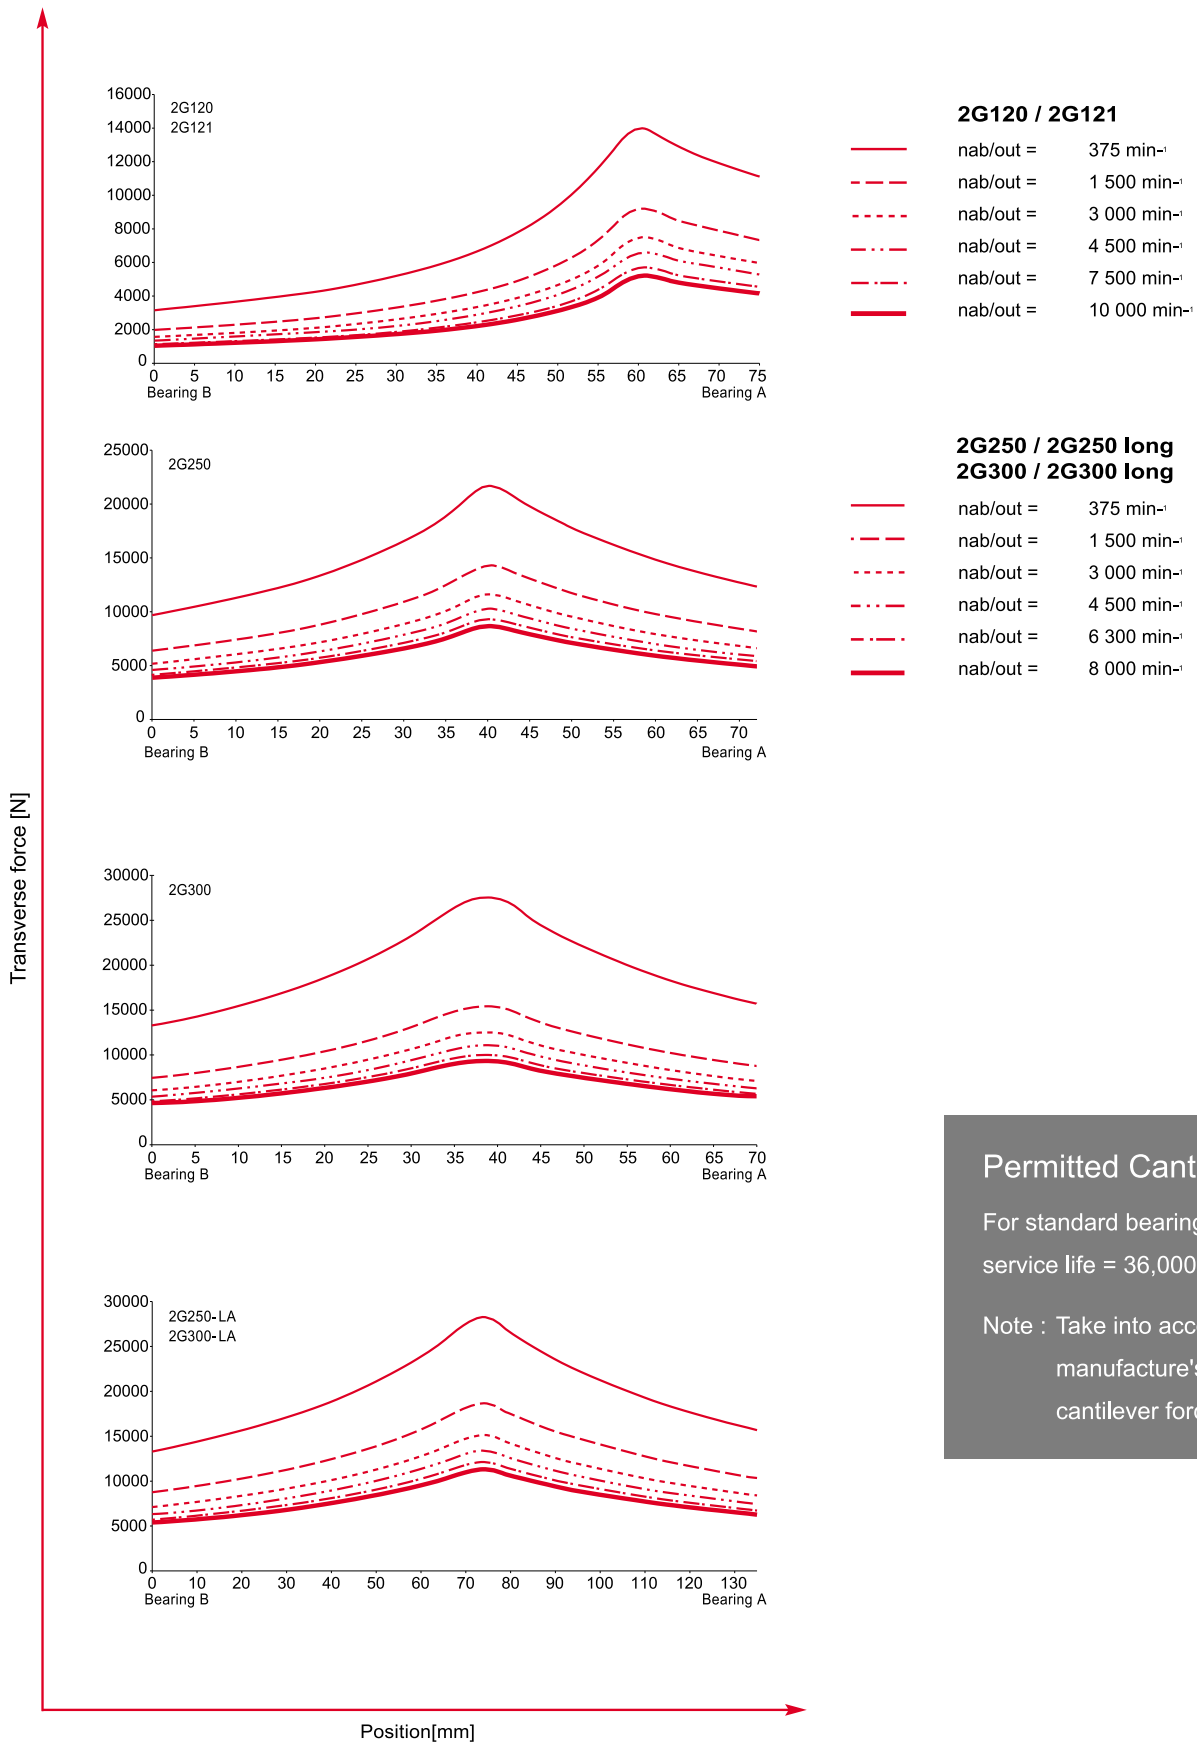 Transverse force [N]
16000
14000
12000
10000
8000
6000
4000
2000
0
2G120
2G121
0 5 10 15 20 25 30 35 40 45 50 55 60 65 70 75
Bearing B Bearing A
2G120 / 2G121
nab/out = 375 min-¹
nab/out = 1 500 min-¹
nab/out = 3 000 min-¹
nab/out = 4 500 min-¹
nab/out = 7 500 min-¹
nab/out = 10 000 min-¹
25000
20000
15000
10000
5000
0
2G250
0 5 10 15 20 25 30 35 40 45 50 55 60 65 70
Bearing B Bearing A
2G250 / 2G250 long
2G300 / 2G300 long
nab/out = 375 min-¹
nab/out = 1 500 min-¹
nab/out = 3 000 min-¹
nab/out = 4 500 min-¹
nab/out = 6 300 min-¹
nab/out = 8 000 min-¹
30000
25000
20000
15000
10000
5000
0
2G300
0 5 10 15 20 25 30 35 40 45 50 55 60 65 70
Bearing B Bearing A
30000
25000
20000
15000
10000
5000
0
2G250-LA
2G300-LA
0 10 20 30 40 50 60 70 80 90 100 110 120 130
Bearing B Bearing A
Permitted Cant
For standard bearing
service life = 36,000
Note : Take into acc
manufacture's
cantilever for
Position[mm]